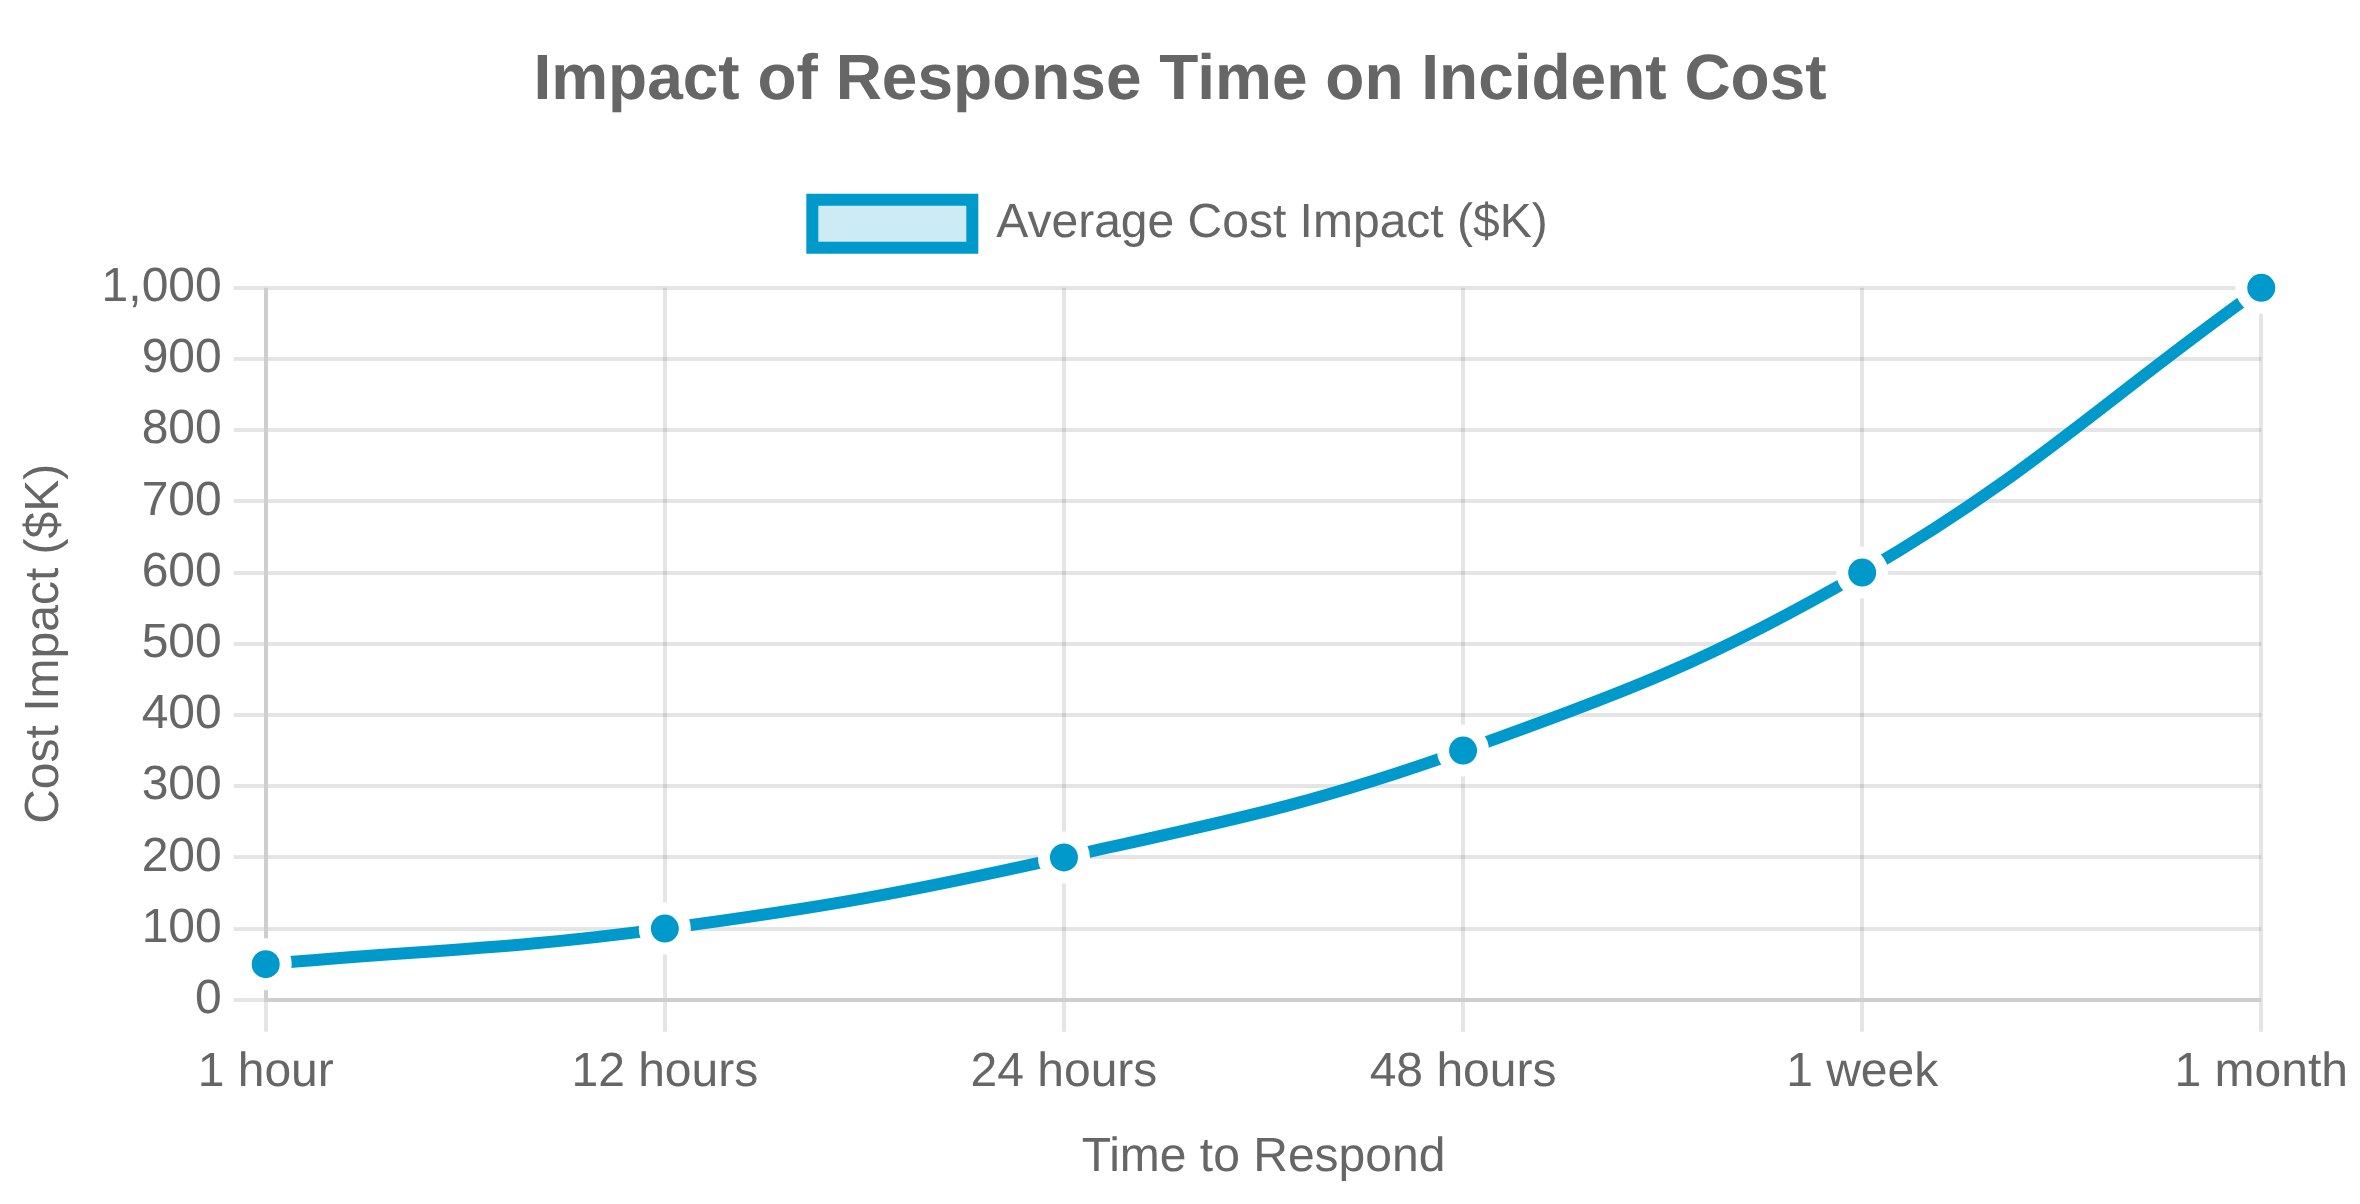 Impact of Response Time on Incident Cost
Average Cost Impact ($K)
1,000
900
800
700
600
500
400
300
200
100
0
Cost Impact ($K)
1 hour 12 hours 24 hours 48 hours 1 week 1 month
Time to Respond